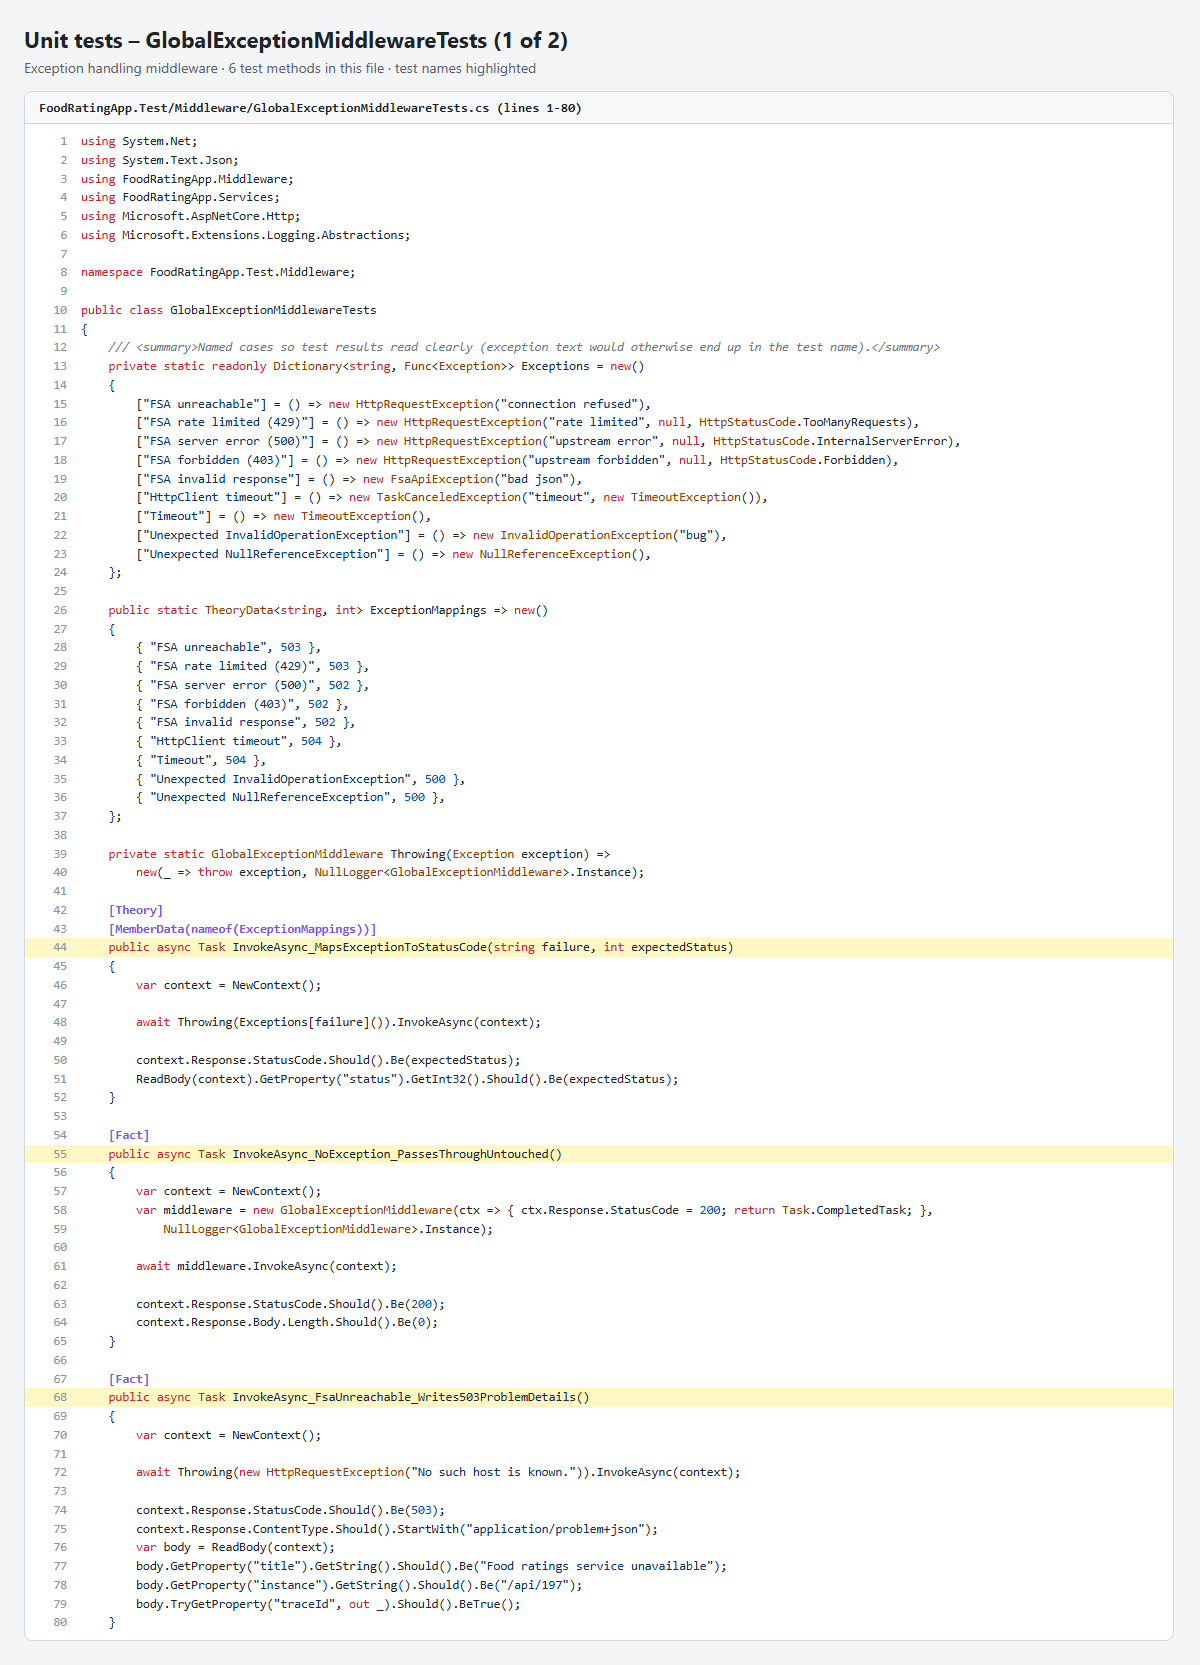 Unit tests – GlobalExceptionMiddlewareTests (1 of 2)
Exception handling middleware · 6 test methods in this file · test names highlighted
FoodRatingApp.Test/Middleware/GlobalExceptionMiddlewareTests.cs (lines 1-80)
1 using System.Net;
2 using System.Text.Json;
3 using FoodRatingApp.Middleware;
4 using FoodRatingApp.Services;
5 using Microsoft.AspNetCore.Http;
6 using Microsoft.Extensions.Logging.Abstractions;
7
8 namespace FoodRatingApp.Test.Middleware;
9
10 public class GlobalExceptionMiddlewareTests
11 {
12     /// <summary>Named cases so test results read clearly (exception text would otherwise end up in the test name).</summary>
13     private static readonly Dictionary<string, Func<Exception>> Exceptions = new()
14     {
15         ["FSA unreachable"] = () => new HttpRequestException("connection refused"),
16         ["FSA rate limited (429)"] = () => new HttpRequestException("rate limited", null, HttpStatusCode.TooManyRequests),
17         ["FSA server error (500)"] = () => new HttpRequestException("upstream error", null, HttpStatusCode.InternalServerError),
18         ["FSA forbidden (403)"] = () => new HttpRequestException("upstream forbidden", null, HttpStatusCode.Forbidden),
19         ["FSA invalid response"] = () => new FsaApiException("bad json"),
20         ["HttpClient timeout"] = () => new TaskCanceledException("timeout", new TimeoutException()),
21         ["Timeout"] = () => new TimeoutException(),
22         ["Unexpected InvalidOperationException"] = () => new InvalidOperationException("bug"),
23         ["Unexpected NullReferenceException"] = () => new NullReferenceException(),
24     };
25
26     public static TheoryData<string, int> ExceptionMappings => new()
27     {
28         { "FSA unreachable", 503 },
29         { "FSA rate limited (429)", 503 },
30         { "FSA server error (500)", 502 },
31         { "FSA forbidden (403)", 502 },
32         { "FSA invalid response", 502 },
33         { "HttpClient timeout", 504 },
34         { "Timeout", 504 },
35         { "Unexpected InvalidOperationException", 500 },
36         { "Unexpected NullReferenceException", 500 },
37     };
38
39     private static GlobalExceptionMiddleware Throwing(Exception exception) =>
40         new(_ => throw exception, NullLogger<GlobalExceptionMiddleware>.Instance);
41
42     [Theory]
43     [MemberData(nameof(ExceptionMappings))]
44     public async Task InvokeAsync_MapsExceptionToStatusCode(string failure, int expectedStatus)
45     {
46         var context = NewContext();
47
48         await Throwing(Exceptions[failure]()).InvokeAsync(context);
49
50         context.Response.StatusCode.Should().Be(expectedStatus);
51         ReadBody(context).GetProperty("status").GetInt32().Should().Be(expectedStatus);
52     }
53
54     [Fact]
55     public async Task InvokeAsync_NoException_PassesThroughUntouched()
56     {
57         var context = NewContext();
58         var middleware = new GlobalExceptionMiddleware(ctx => { ctx.Response.StatusCode = 200; return Task.CompletedTask; },
59             NullLogger<GlobalExceptionMiddleware>.Instance);
60
61         await middleware.InvokeAsync(context);
62
63         context.Response.StatusCode.Should().Be(200);
64         context.Response.Body.Length.Should().Be(0);
65     }
66
67     [Fact]
68     public async Task InvokeAsync_FsaUnreachable_Writes503ProblemDetails()
69     {
70         var context = NewContext();
71
72         await Throwing(new HttpRequestException("No such host is known.")).InvokeAsync(context);
73
74         context.Response.StatusCode.Should().Be(503);
75         context.Response.ContentType.Should().StartWith("application/problem+json");
76         var body = ReadBody(context);
77         body.GetProperty("title").GetString().Should().Be("Food ratings service unavailable");
78         body.GetProperty("instance").GetString().Should().Be("/api/197");
79         body.TryGetProperty("traceId", out _).Should().BeTrue();
80     }